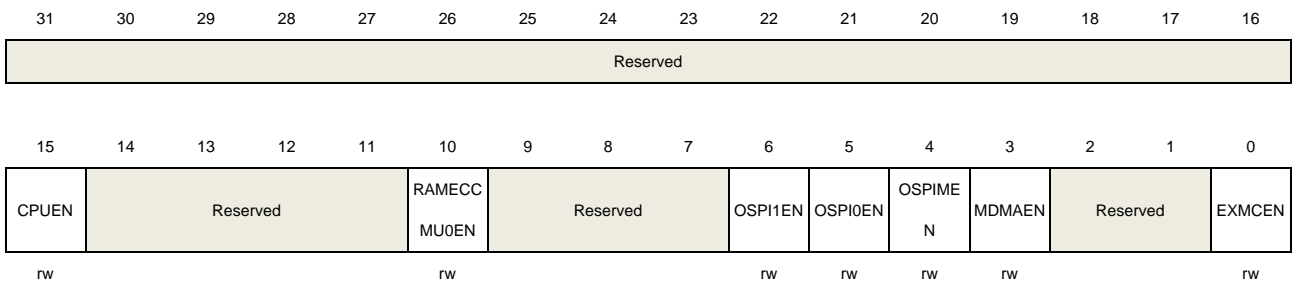 31 30 29 28 27 26 25 24 23 22 21 20 19 18 17 16
Reserved
15 14 13 12 11 10 9 8 7 6 5 4 3 2 1 0
CPUEN Reserved RAMECC MU0EN Reserved OSPI1EN OSPI0EN OSPIME N MDMAEN Reserved EXMCEN
rw rw rw rw rw rw rw